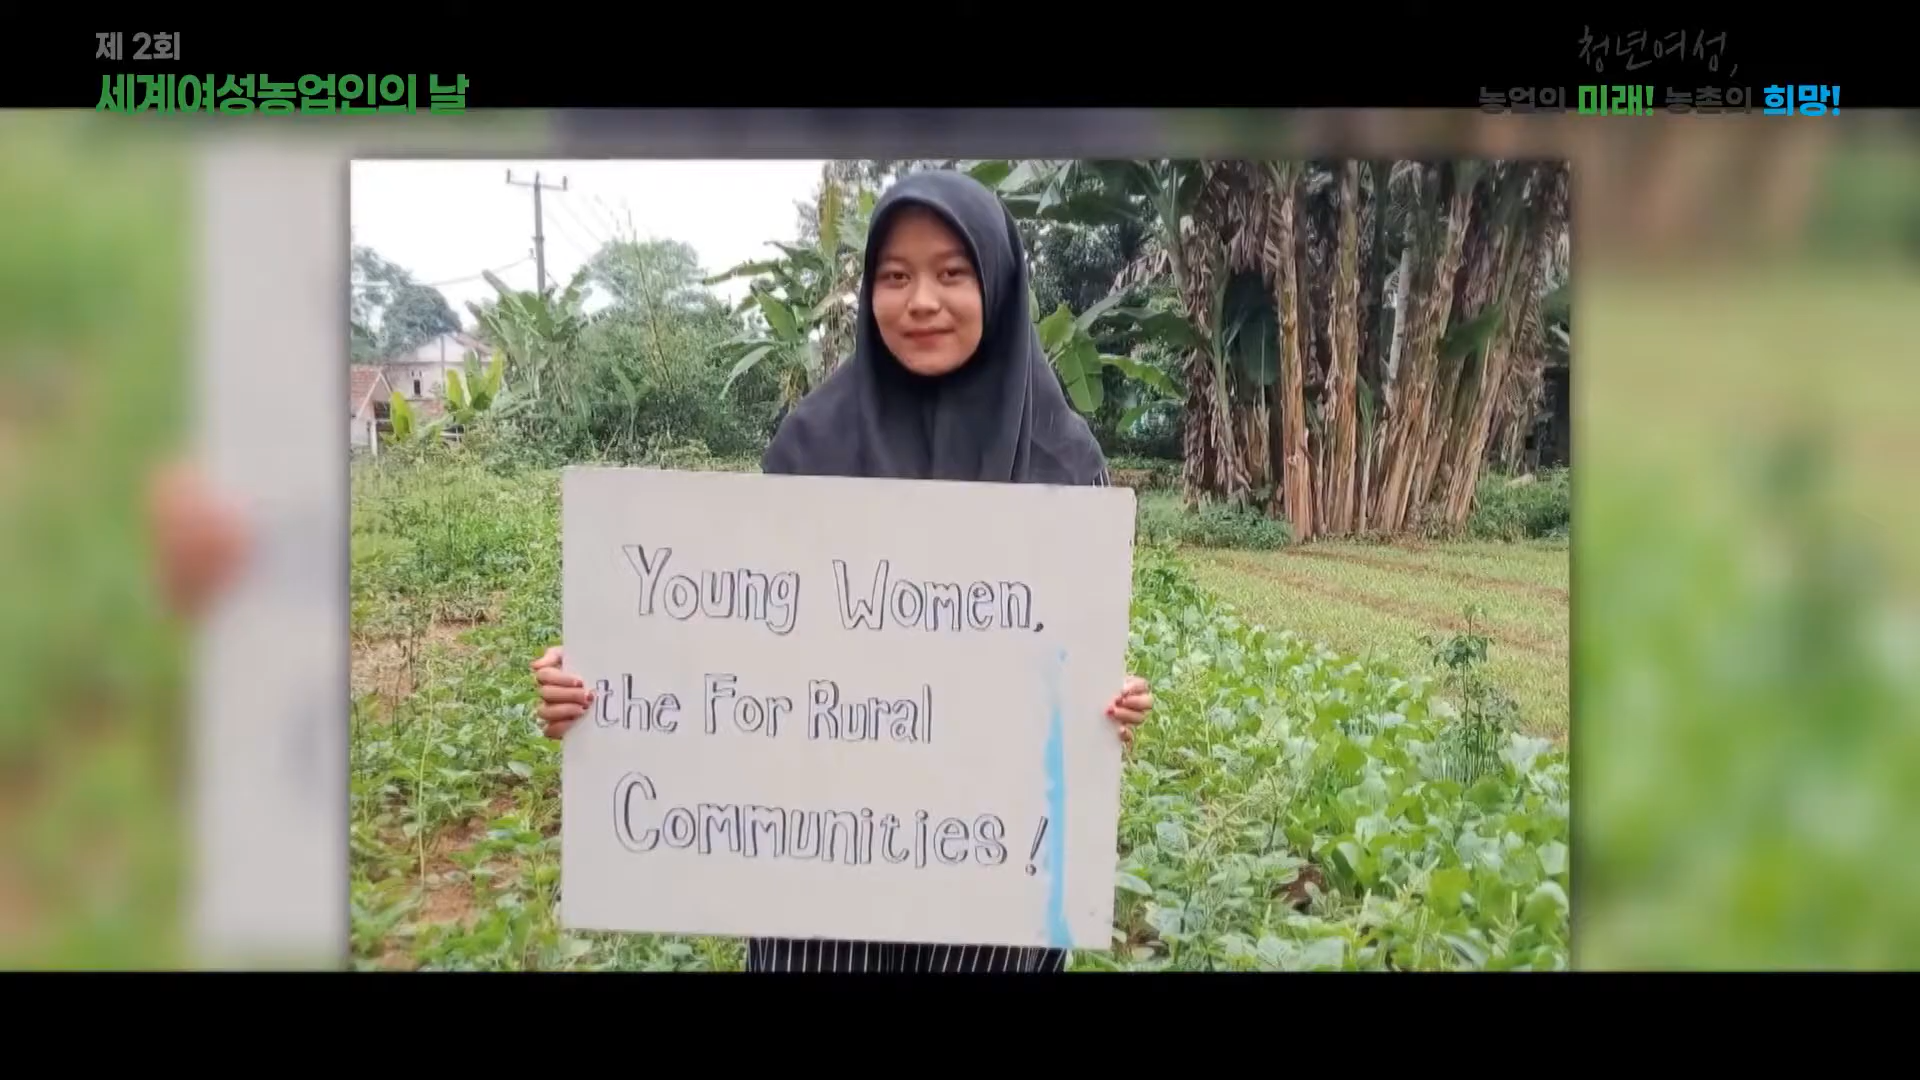 제 2회
세계여성농업인의 날
청년여성,
농업의 미래! 농촌의 희망!
Young Women,
the For Rural
Communities!